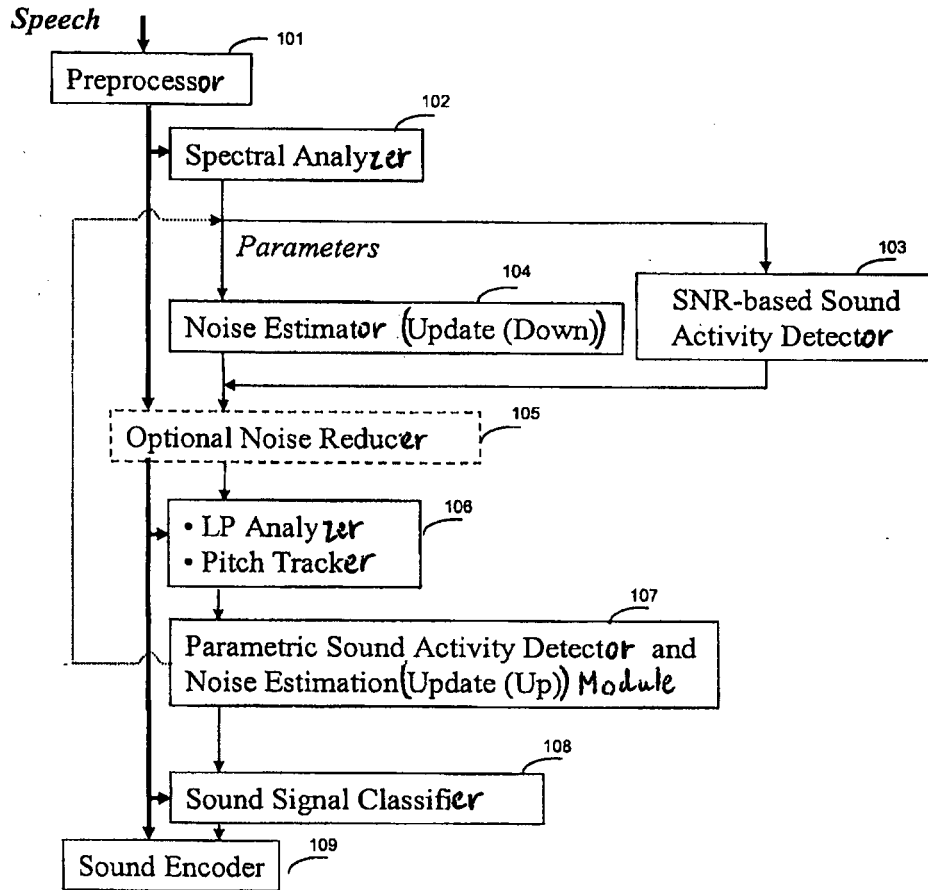 Speech
101
Preprocessor
102
Spectral Analyzer
Parameters
103
SNR-based Sound
Activity Detector
104
Noise Estimator (Update (Down))
105
Optional Noise Reducer
106
• LP Analyzer
• Pitch Tracker
107
Parametric Sound Activity Detector and
Noise Estimation (Update (Up)) Module
108
Sound Signal Classifier
109
Sound Encoder